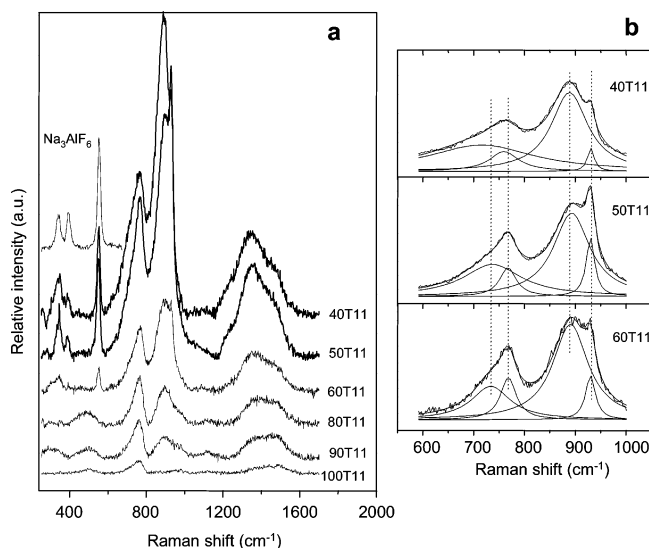 a
Na3AlF6
40T11
50T11
60T11
80T11
90T11
100T11
400 800 1200 1600 2000
Raman shift (cm-1)
Relative intensity (a.u.)
b
40T11
50T11
60T11
600 700 800 900 1000
Raman shift (cm-1)